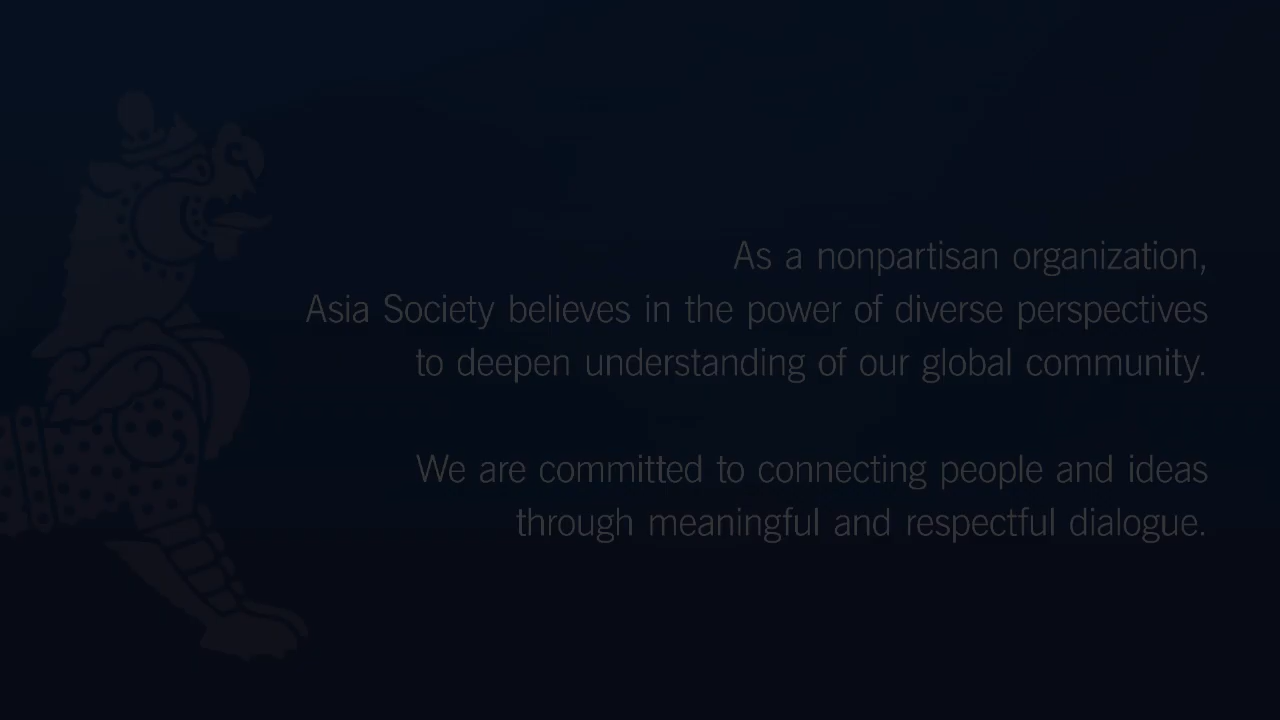 As a nonpartisan organization,
Asia Society believes in the power of diverse perspectives
to deepen understanding of our global community.
We are committed to connecting people and ideas
through meaningful and respectful dialogue.